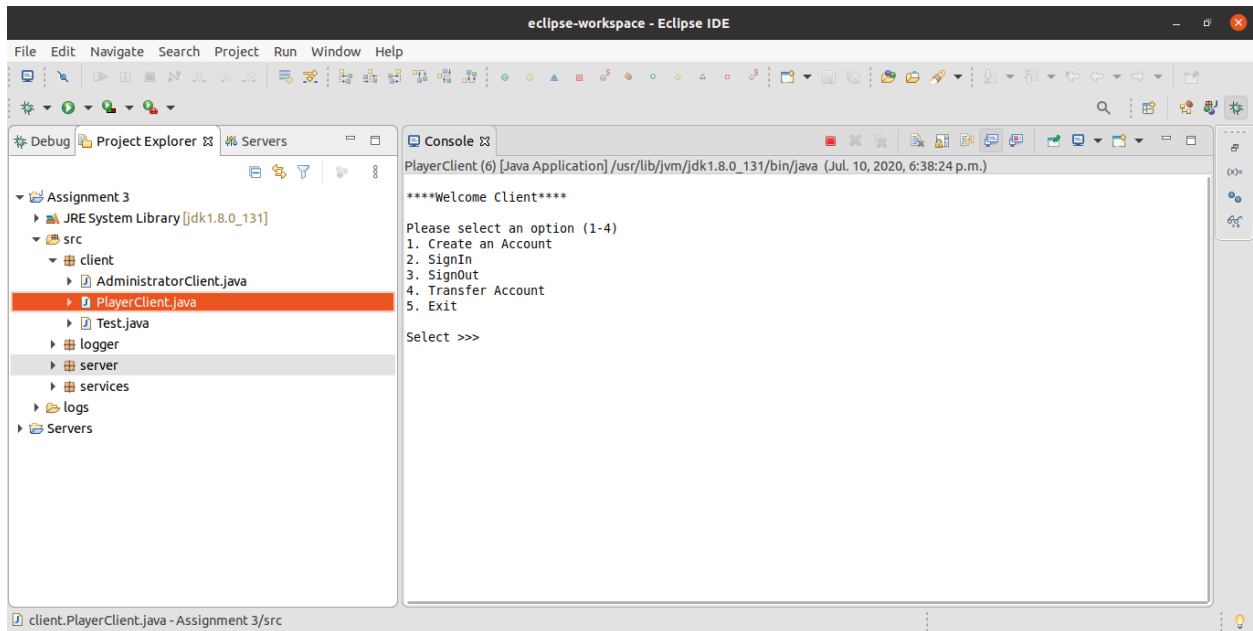 eclipse-workspace - Eclipse IDE
File Edit Navigate Search Project Run Window Help
Debug Project Explorer Servers
Console
PlayerClient (6) [Java Application] /usr/lib/jvm/jdk1.8.0_131/bin/java (Jul. 10, 2020, 6:38:24 p.m.)
Assignment 3
JRE System Library [jdk1.8.0_131]
src
client
AdministratorClient.java
PlayerClient.java
Test.java
logger
server
services
logs
Servers
****Welcome Client****
Please select an option (1-4)
1. Create an Account
2. SignIn
3. SignOut
4. Transfer Account
5. Exit
Select >>>
(x)=
client.PlayerClient.java - Assignment 3/src